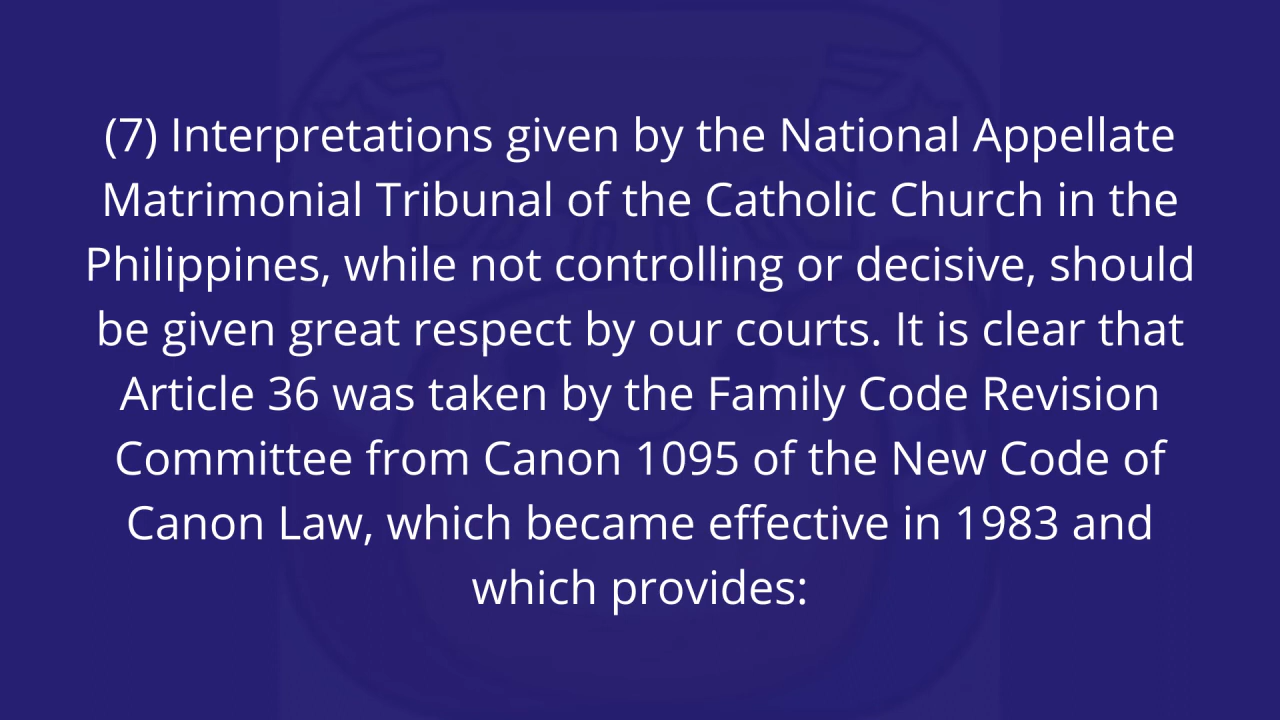 (7) Interpretations given by the National Appellate
Matrimonial Tribunal of the Catholic Church in the
Philippines, while not controlling or decisive, should
be given great respect by our courts. It is clear that
Article 36 was taken by the Family Code Revision
Committee from Canon 1095 of the New Code of
Canon Law, which became effective in 1983 and
which provides: